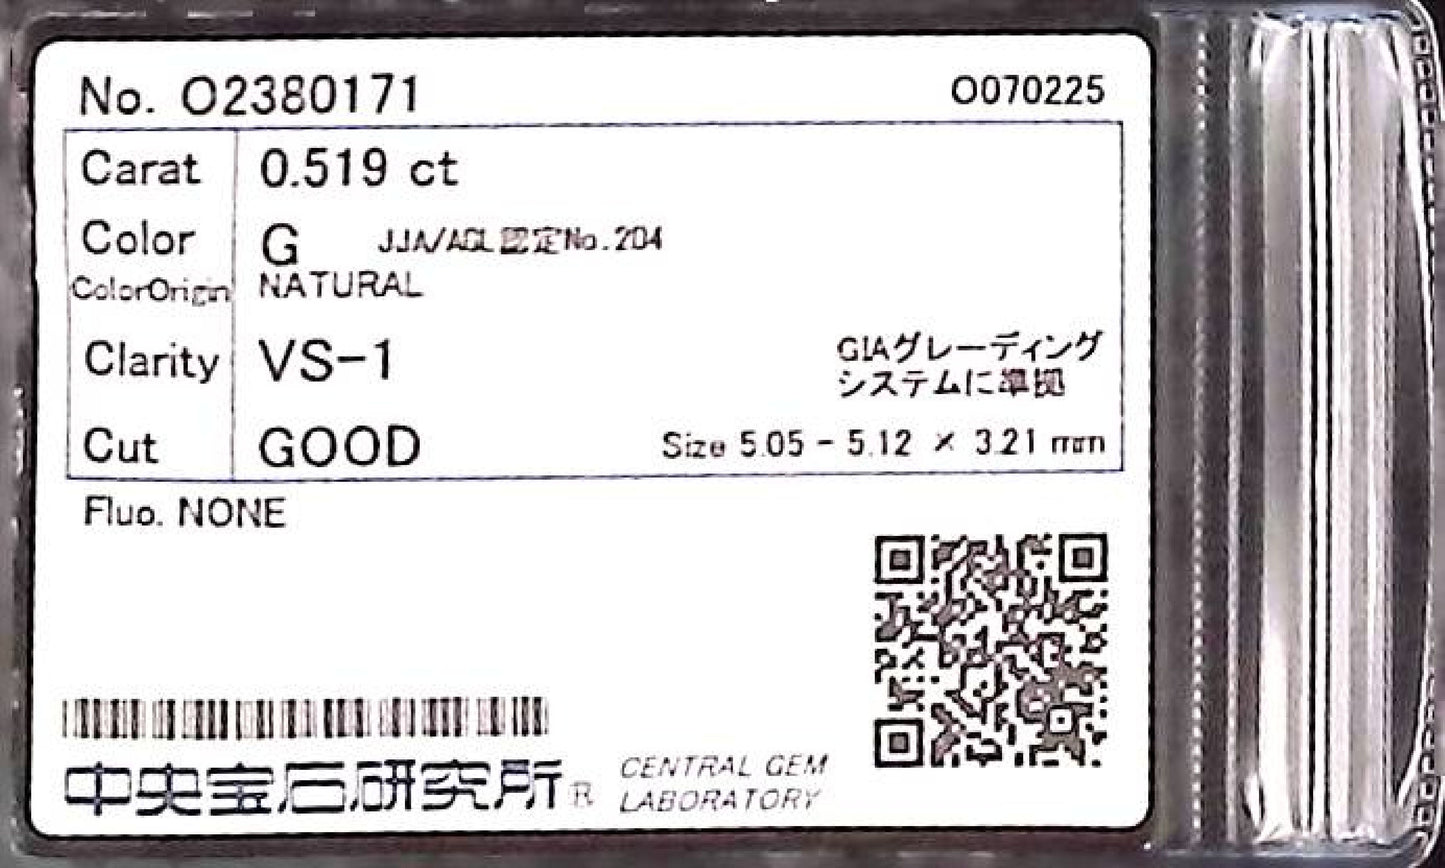 No. O2380171
O070225
Carat 0.519 ct
Color G JJA/AGL認定No.204
ColorOrigin NATURAL
Clarity VS-1
GIAグレーディング
システムに準拠
Cut GOOD
Size 5.05 - 5.12 × 3.21 mm
Fluo. NONE
中央宝石研究所® CENTRAL GEM
LABORATORY